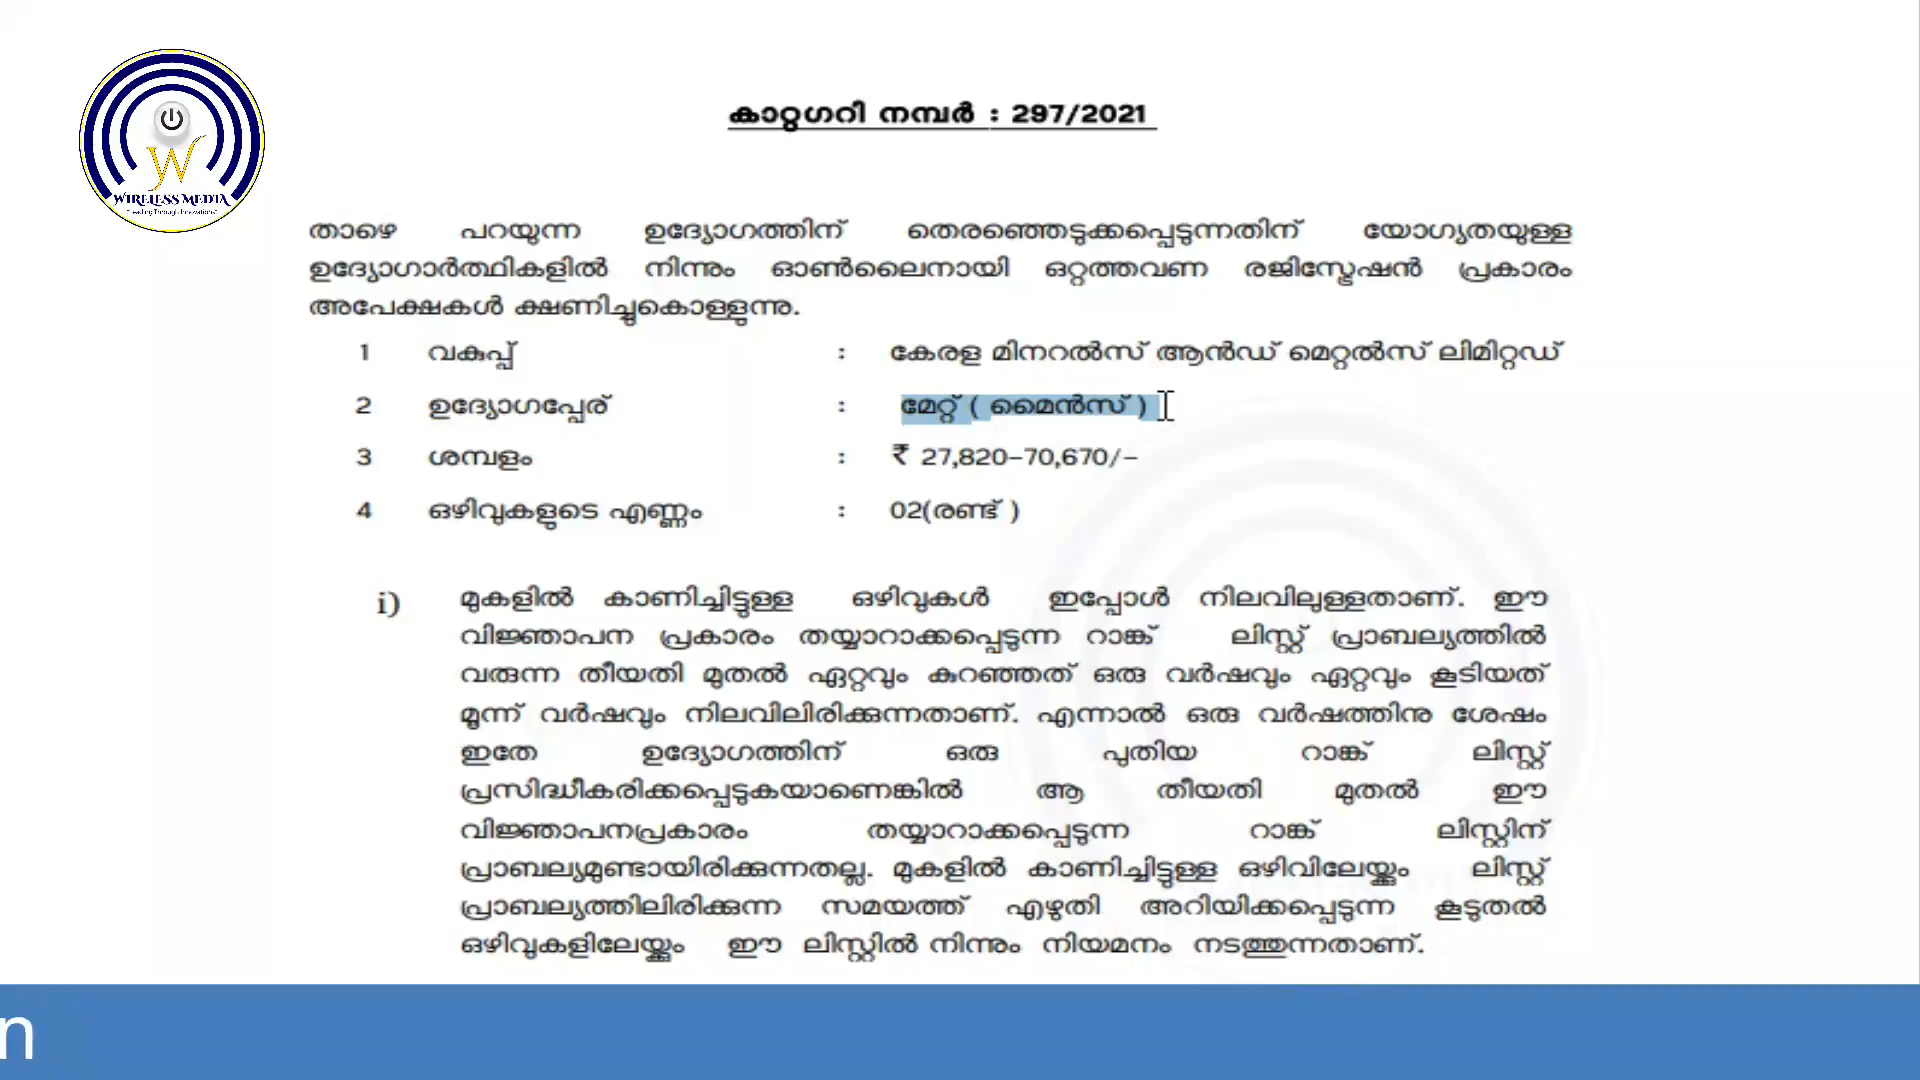 കാറ്റഗറി നമ്പർ : 297/2021
W
WIRELESS MEDIA
"Leading Through Innovations"
താഴെ പറയുന്ന ഉദ്യോഗത്തിന് തെരഞ്ഞെടുക്കപ്പെടുന്നതിന് യോഗ്യതയുള്ള
ഉദ്യോഗാർത്ഥികളിൽ നിന്നും ഓൺലൈനായി ഒറ്റത്തവണ രജിസ്ട്രേഷൻ പ്രകാരം
അപേക്ഷകൾ ക്ഷണിച്ചുകൊള്ളുന്നു.
1 വകുപ്പ് : കേരള മിനറൽസ് ആൻഡ് മെറ്റൽസ് ലിമിറ്റഡ്
2 ഉദ്യോഗപ്പേര് : മേറ്റ് ( മൈൻസ് )
3 ശമ്പളം : ₹ 27,820-70,670/-
4 ഒഴിവുകളുടെ എണ്ണം : 02(രണ്ട് )
i) മുകളിൽ കാണിച്ചിട്ടുള്ള ഒഴിവുകൾ ഇപ്പോൾ നിലവിലുള്ളതാണ്. ഈ
വിജ്ഞാപന പ്രകാരം തയ്യാറാക്കപ്പെടുന്ന റാങ്ക് ലിസ്റ്റ് പ്രാബല്യത്തിൽ
വരുന്ന തീയതി മുതൽ ഏറ്റവും കുറഞ്ഞത് ഒരു വർഷവും ഏറ്റവും കൂടിയത്
മൂന്ന് വർഷവും നിലവിലിരിക്കുന്നതാണ്. എന്നാൽ ഒരു വർഷത്തിനു ശേഷം
ഇതേ ഉദ്യോഗത്തിന് ഒരു പുതിയ റാങ്ക് ലിസ്റ്റ്
പ്രസിദ്ധീകരിക്കപ്പെടുകയാണെങ്കിൽ ആ തീയതി മുതൽ ഈ
വിജ്ഞാപനപ്രകാരം തയ്യാറാക്കപ്പെടുന്ന റാങ്ക് ലിസ്റ്റിന്
പ്രാബല്യമുണ്ടായിരിക്കുന്നതല്ല. മുകളിൽ കാണിച്ചിട്ടുള്ള ഒഴിവിലേയ്ക്കും ലിസ്റ്റ്
പ്രാബല്യത്തിലിരിക്കുന്ന സമയത്ത് എഴുതി അറിയിക്കപ്പെടുന്ന കൂടുതൽ
ഒഴിവുകളിലേയ്ക്കും ഈ ലിസ്റ്റിൽ നിന്നും നിയമനം നടത്തുന്നതാണ്.
n